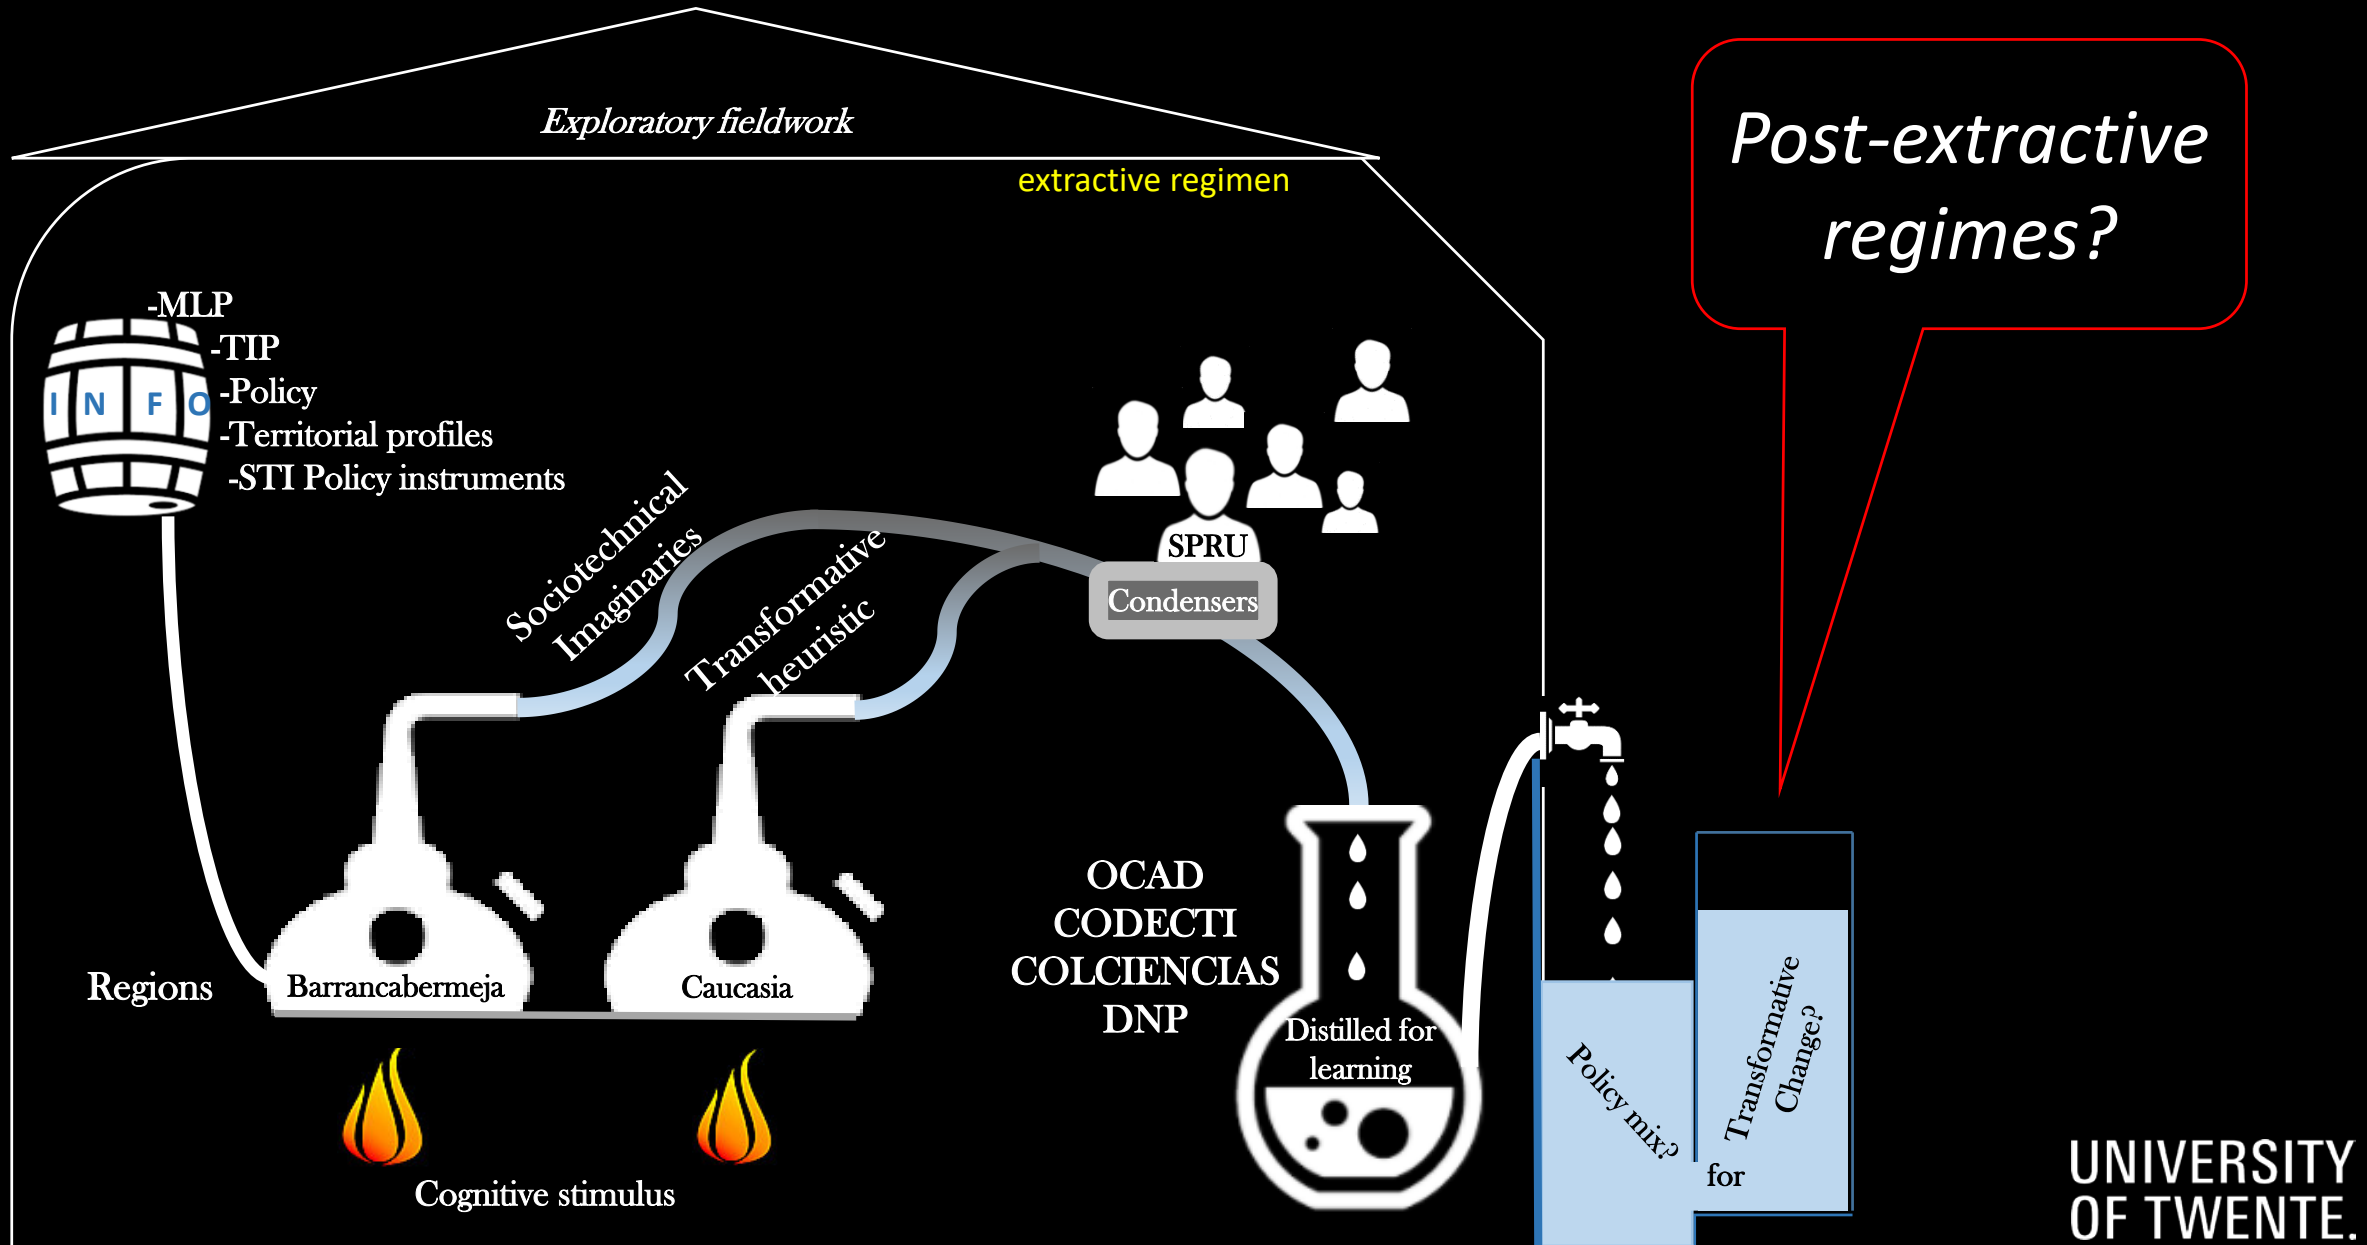 Exploratory fieldwork
extractive regimen
Post-extractive
regimes?
-MLP
-TIP
-Policy
-Territorial profiles
-STI Policy instruments
I N F O
Sociotechnical
Imaginaries
Transformative
heuristic
SPRU
Condensers
Regions
Barrancabermeja
Caucasia
Cognitive stimulus
OCAD
CODECTI
COLCIENCIAS
DNP
Distilled for
learning
Policy mix?
for
Transformative
Change?
UNIVERSITY
OF TWENTE.